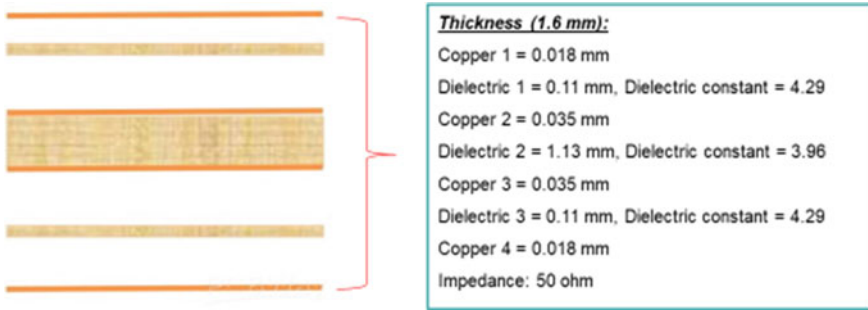 Thickness (1.6 mm):
Copper 1 = 0.018 mm
Dielectric 1 = 0.11 mm, Dielectric constant = 4.29
Copper 2 = 0.035 mm
Dielectric 2 = 1.13 mm, Dielectric constant = 3.96
Copper 3 = 0.035 mm
Dielectric 3 = 0.11 mm, Dielectric constant = 4.29
Copper 4 = 0.018 mm
Impedance: 50 ohm